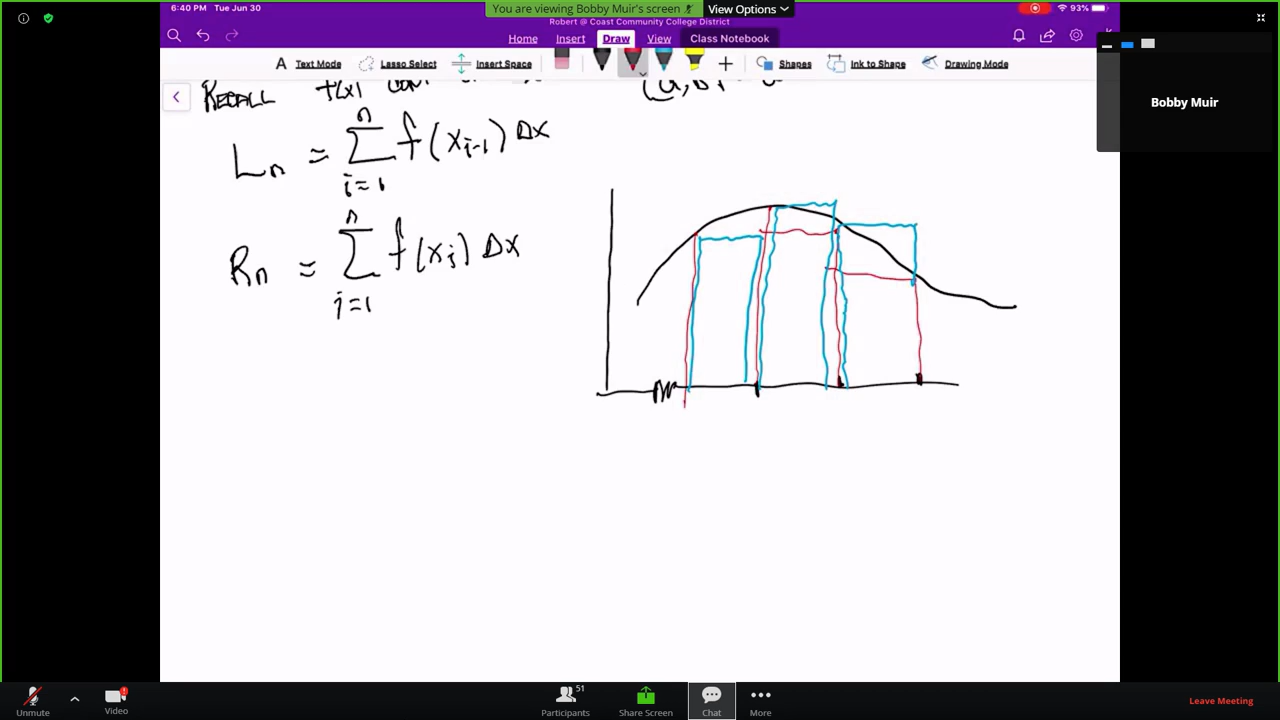 6:40 PM Tue Jun 30
You are viewing Bobby Muir's screen
View Options
93%
Robert @ Coast Community College District
Home Insert Draw View Class Notebook
A Text Mode Lasso Select Insert Space Shapes Ink to Shape Drawing Mode
Bobby Muir
RECALL f(x)
Lₙ = ∑ⁿᵢ₌₁ f(xᵢ₋₁) Δx
Rₙ = ∑ⁿᵢ₌₁ f(xᵢ) Δx
Unmute Video Participants 51 Share Screen Chat More Leave Meeting